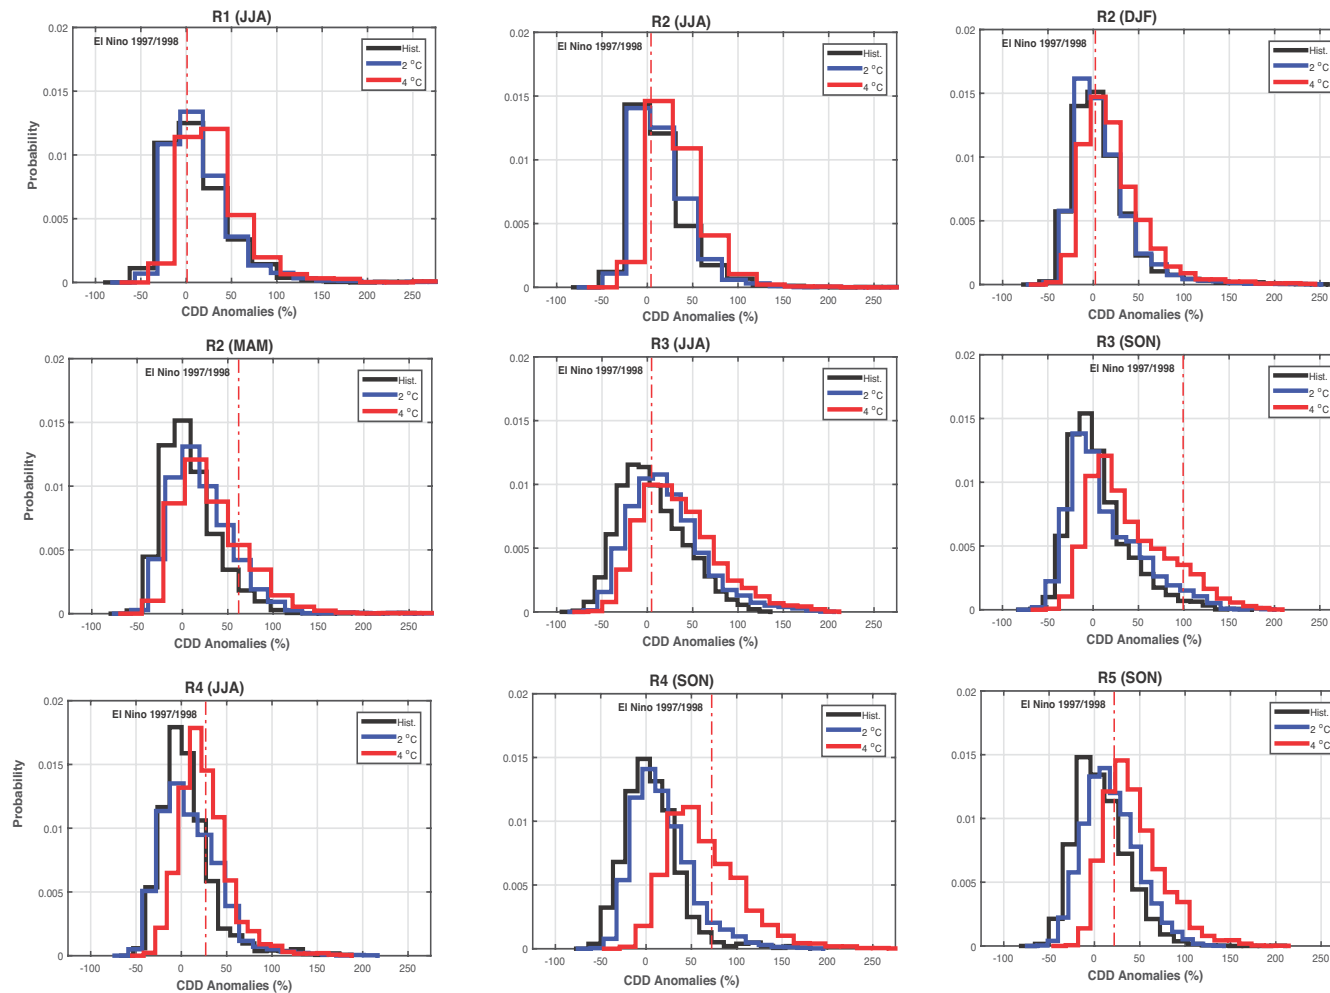 R1 (JJA)
El Nino 1997/1998
Hist.
2 °C
4 °C
Probability
0.02
0.015
0.01
0.005
0
-100 -50 0 50 100 150 200 250
CDD Anomalies (%)
R2 (JJA)
El Nino 1997/1998
Hist.
2 °C
4 °C
0.02
0.015
0.01
0.005
0
-100 -50 0 50 100 150 200 250
CDD Anomalies (%)
R2 (DJF)
El Nino 1997/1998
Hist.
2 °C
4 °C
0.02
0.015
0.01
0.005
0
-100 -50 0 50 100 150 200 250
CDD Anomalies (%)
R2 (MAM)
El Nino 1997/1998
Hist.
2 °C
4 °C
Probability
0.02
0.015
0.01
0.005
0
-100 -50 0 50 100 150 200 250
CDD Anomalies (%)
R3 (JJA)
El Nino 1997/1998
Hist.
2 °C
4 °C
0.02
0.015
0.01
0.005
0
-100 -50 0 50 100 150 200 250
CDD Anomalies (%)
R3 (SON)
El Nino 1997/1998
Hist.
2 °C
4 °C
0.02
0.015
0.01
0.005
0
-100 -50 0 50 100 150 200 250
CDD Anomalies (%)
R4 (JJA)
El Nino 1997/1998
Hist.
2 °C
4 °C
Probability
0.02
0.015
0.01
0.005
0
-100 -50 0 50 100 150 200 250
CDD Anomalies (%)
R4 (SON)
El Nino 1997/1998
Hist.
2 °C
4 °C
0.02
0.015
0.01
0.005
0
-100 -50 0 50 100 150 200 250
CDD Anomalies (%)
R5 (SON)
El Nino 1997/1998
Hist.
2 °C
4 °C
0.02
0.015
0.01
0.005
0
-100 -50 0 50 100 150 200 250
CDD Anomalies (%)